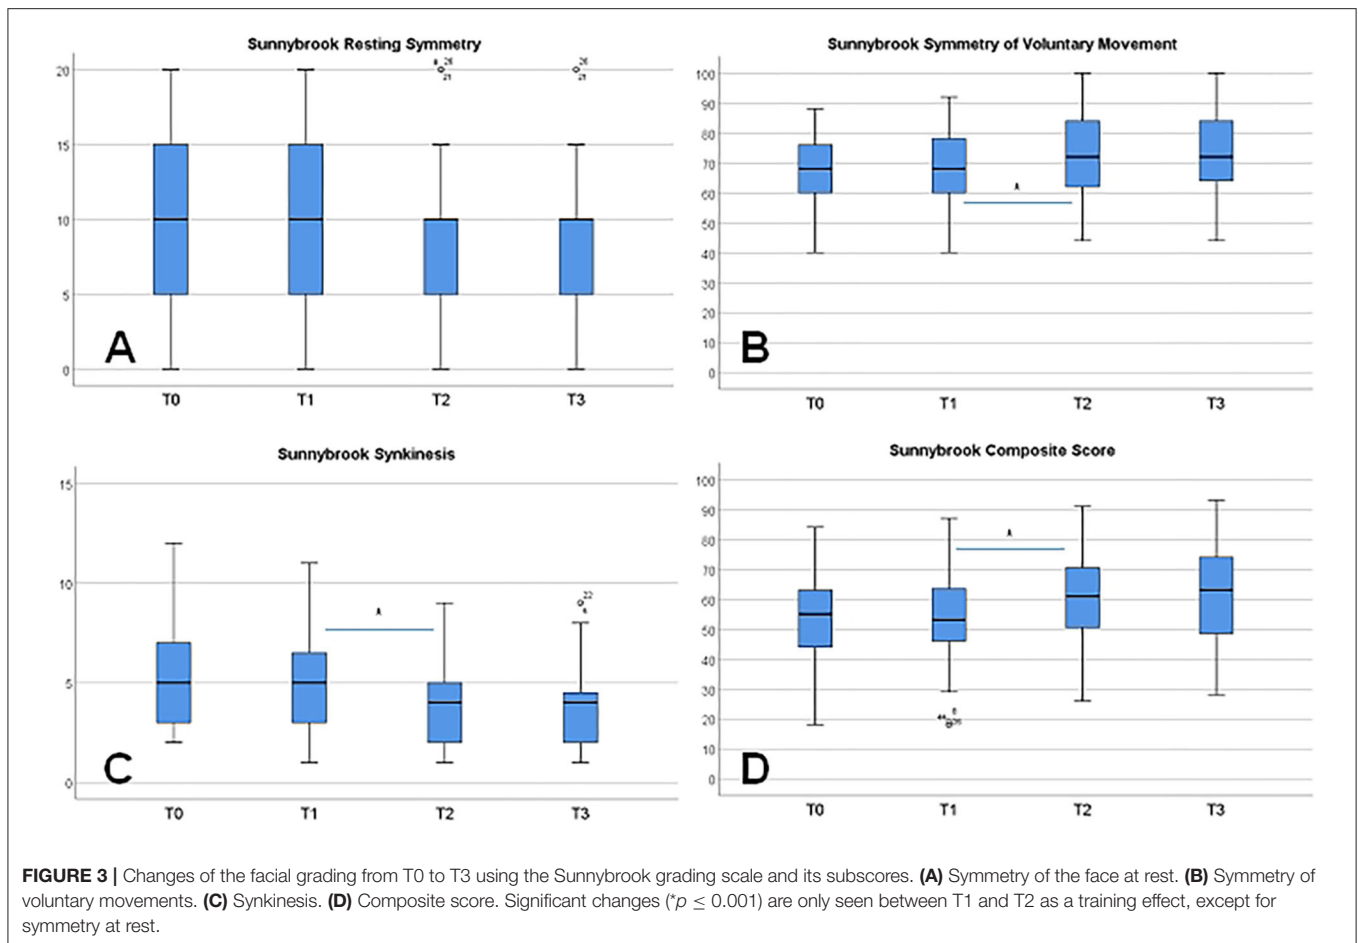 Sunnybrook Resting Symmetry
20
15
10
5
0
26
21
26
21
A
T0 T1 T2 T3
Sunnybrook Symmetry of Voluntary Movement
100
90
80
70
60
50
40
30
20
10
0
B
T0 T1 T2 T3
Sunnybrook Synkinesis
15
10
5
0
22
C
T0 T1 T2 T3
Sunnybrook Composite Score
100
90
80
70
60
50
40
30
20
10
0
D
T0 T1 T2 T3
FIGURE 3 | Changes of the facial grading from T0 to T3 using the Sunnybrook grading scale and its subscores. (A) Symmetry of the face at rest. (B) Symmetry of
voluntary movements. (C) Synkinesis. (D) Composite score. Significant changes (*p ≤ 0.001) are only seen between T1 and T2 as a training effect, except for
symmetry at rest.